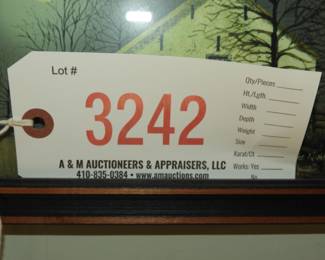 Lot #
3242
Qty/Pieces
Ht./Lgth
Width
Depth
Weight
Size
Karat/Ct
Works: Yes
No
A & M AUCTIONEERS & APPRAISERS, LLC
410-835-0384 • www.amauctions.com